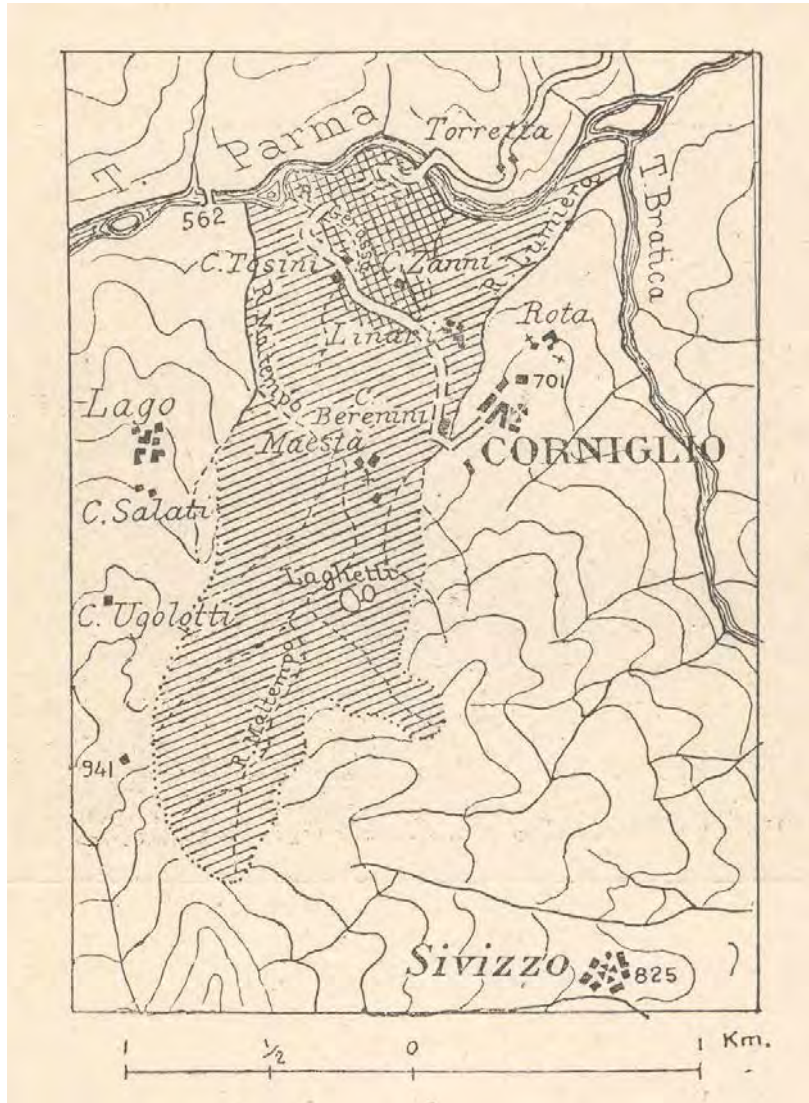 T. Parma
Torretta
562
T. Bratica
C. Tosini
C. Zanni
R. Lumiera
R. Maltempo
Linari
Rota
701
Lago
C. Berenini
Maesta
CORNIGLIO
C. Salati
Laghetti
C. Ugolotti
R. Maltempo
941
Sivizzo
825
1 ½ 0 1 Km.